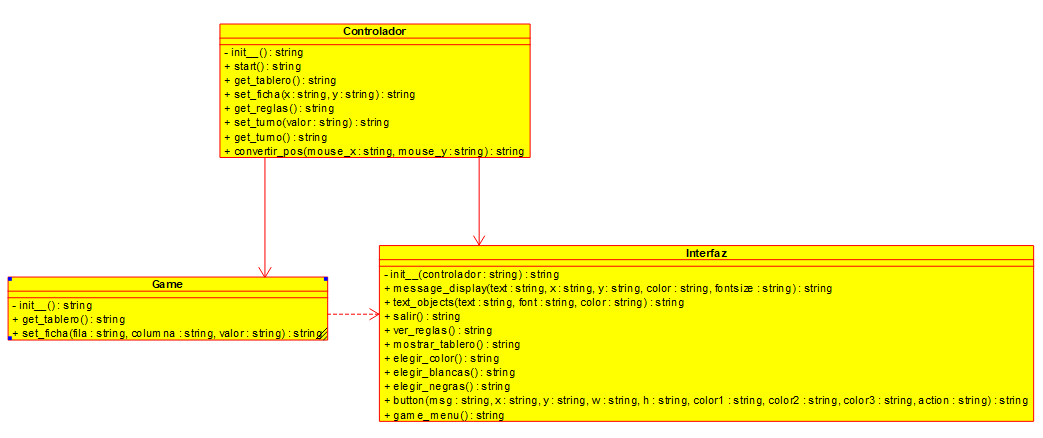 Controlador
- init__() : string
+ start() : string
+ get_tablero() : string
+ set_ficha(x : string, y : string) : string
+ get_reglas() : string
+ set_turno(valor : string) : string
+ get_turno() : string
+ convertir_pos(mouse_x : string, mouse_y : string) : string
Game
- init__() : string
+ get_tablero() : string
+ set_ficha(fila : string, columna : string, valor : string) : string
Interfaz
- init__(controlador : string) : string
+ message_display(text : string, x : string, y : string, color : string, fontsize : string) : string
+ text_objects(text : string, font : string, color : string) : string
+ salir() : string
+ ver_reglas() : string
+ mostrar_tablero() : string
+ elegir_color() : string
+ elegir_blancas() : string
+ elegir_negras() : string
+ button(msg : string, x : string, y : string, w : string, h : string, color1 : string, color2 : string, color3 : string, action : string) : string
+ game_menu() : string